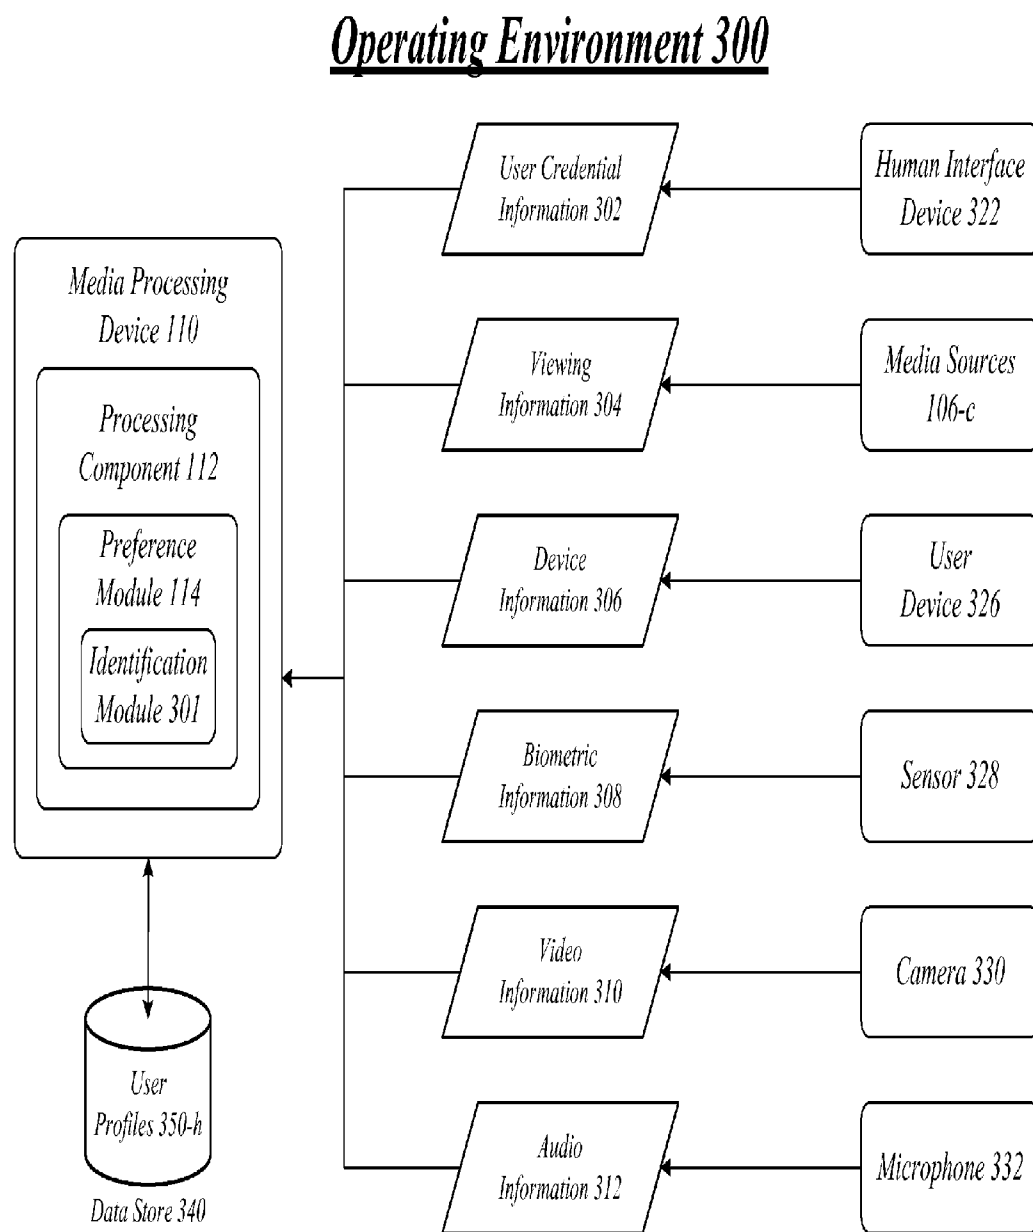 Operating Environment 300
User Credential
Information 302
Human Interface
Device 322
Media Processing
Device 110
Processing
Component 112
Preference
Module 114
Identification
Module 301
Viewing
Information 304
Media Sources
106-c
Device
Information 306
User
Device 326
Biometric
Information 308
Sensor 328
Video
Information 310
Camera 330
User
Profiles 350-h
Data Store 340
Audio
Information 312
Microphone 332